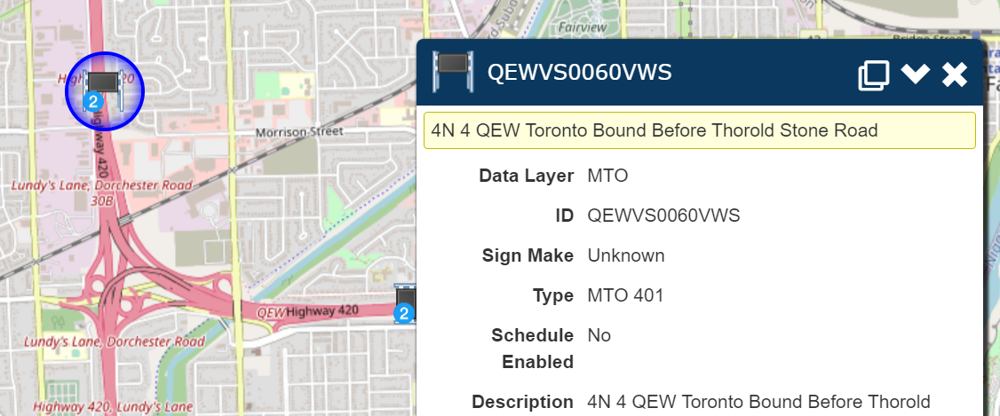 Fairview
QEWVS0060VWS
Bridge Street
4N 4 QEW Toronto Bound Before Thorold Stone Road
2
Highway 420
Morrison Street
Data Layer MTO
Lundy's Lane, Dorchester Road
30B
ID QEWVS0060VWS
Sign Make Unknown
Type MTO 401
QEW
Highway 420
2
Schedule Enabled No
Lundy's Lane, Dorchester Road
Highway 420, Lundy's Lane
Description 4N 4 QEW Toronto Bound Before Thorold